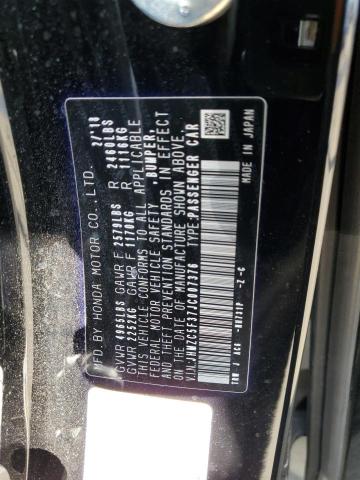 MFD. BY HONDA MOTOR CO., LTD. 2/'18
GVWR 4965LBS GAWR F 2579LBS R 2460LBS
GVWR 2252KG GAWR F 1170KG R 1116KG
THIS VEHICLE CONFORMS TO ALL APPLICABLE
FEDERAL MOTOR VEHICLE SAFETY, BUMPER,
AND THEFT PREVENTION STANDARDS IN EFFECT
ON THE DATE OF MANUFACTURE SHOWN ABOVE.
V.I.N. TYPE:PASSENGER CAR
MADE IN JAPAN